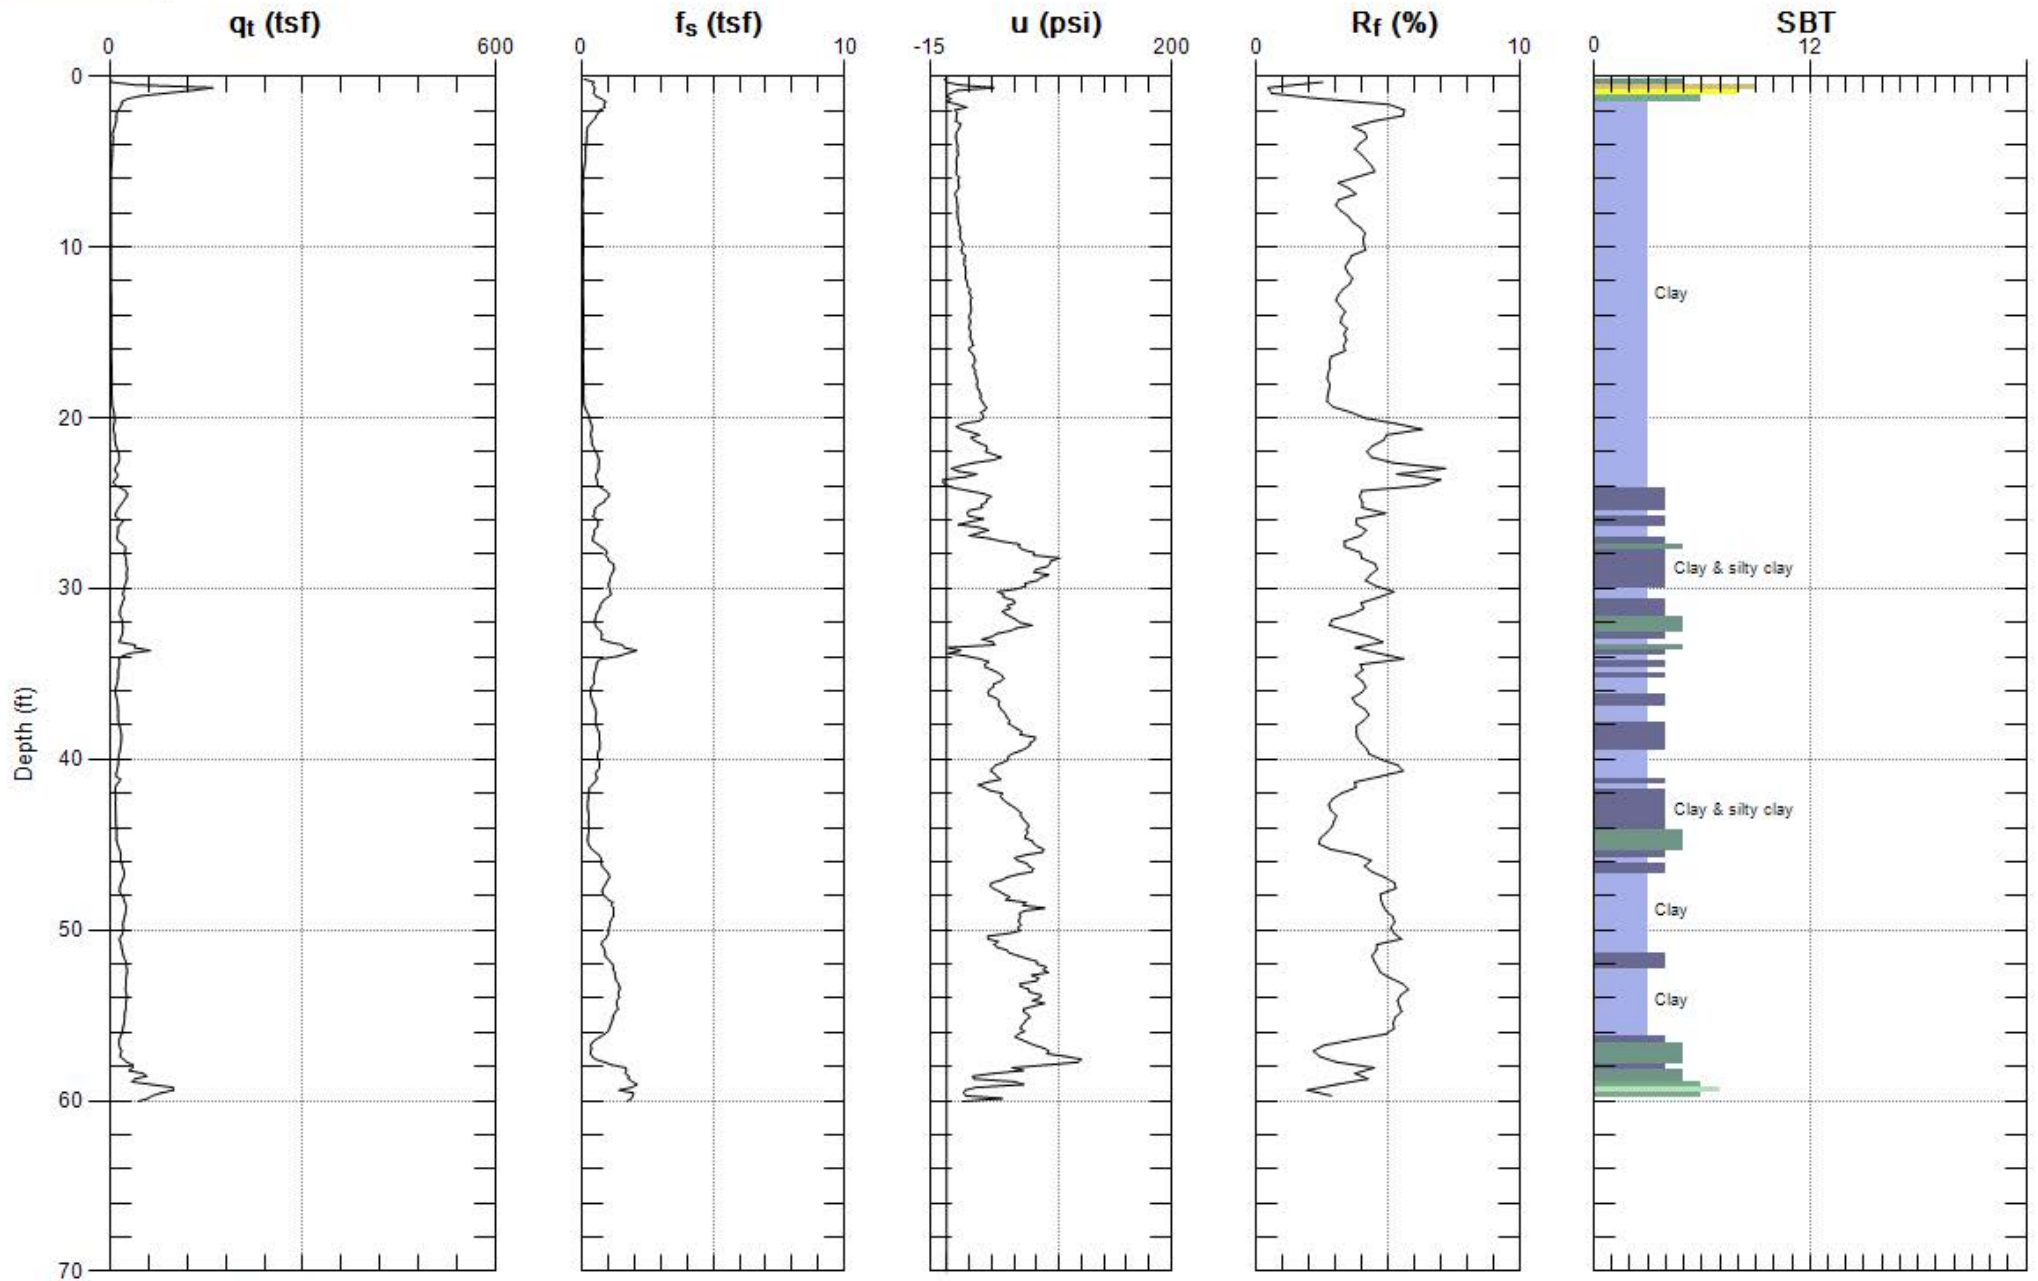 qt (tsf) fs (tsf) u (psi) Rf (%) SBT
0 600 0 10 -15 200 0 10 0 12
0
10
Clay
20
Clay & silty clay
30
Depth (ft)
40
Clay & silty clay
Clay
50
Clay
60
70